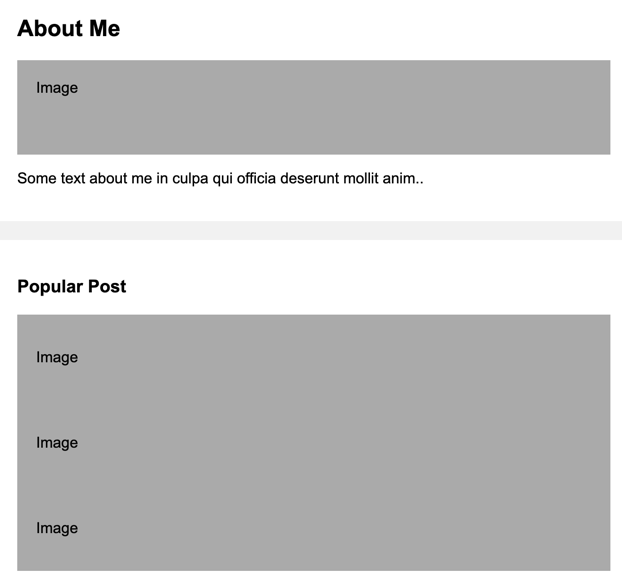 About Me
Image
Some text about me in culpa qui officia deserunt mollit anim..
Popular Post
Image
Image
Image